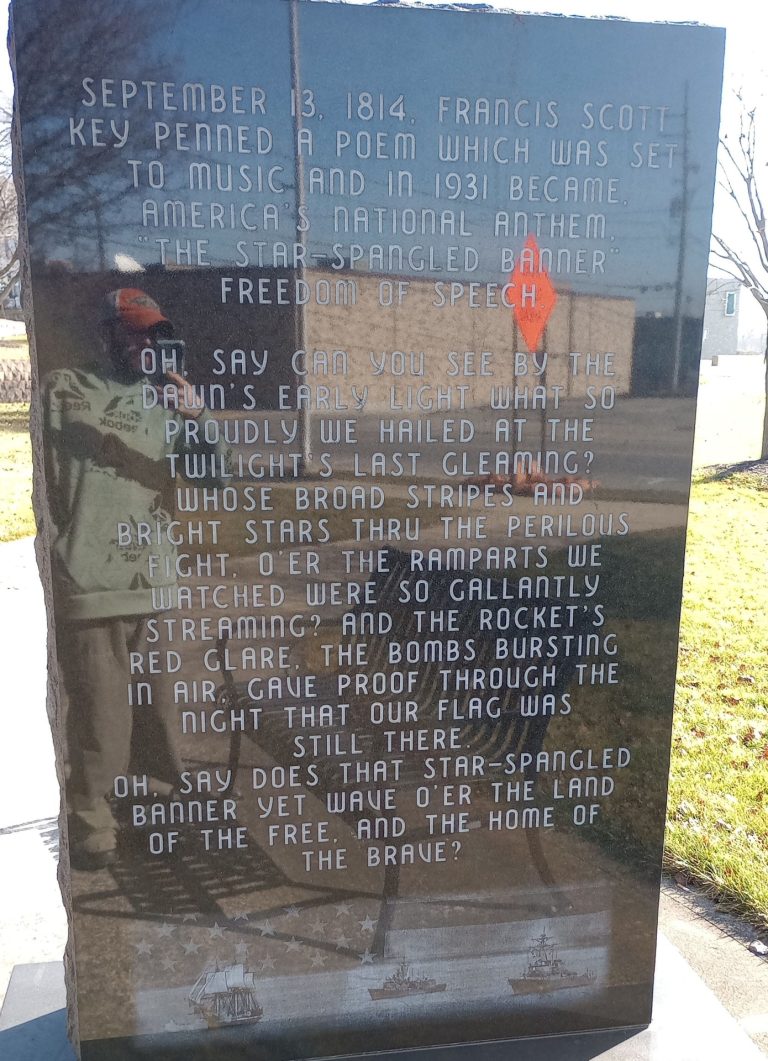 SEPTEMBER 13, 1814, FRANCIS SCOTT
KEY PENNED A POEM WHICH WAS SET
TO MUSIC AND IN 1931 BECAME,
AMERICA'S NATIONAL ANTHEM,
"THE STAR-SPANGLED BANNER"
FREEDOM OF SPEECH
OH, SAY CAN YOU SEE BY THE
DAWN'S EARLY LIGHT WHAT SO
PROUDLY WE HAILED AT THE
TWILIGHT'S LAST GLEAMING?
WHOSE BROAD STRIPES AND
BRIGHT STARS THRU THE PERILOUS
FIGHT, O'ER THE RAMPARTS WE
WATCHED WERE SO GALLANTLY
STREAMING? AND THE ROCKET'S
RED GLARE, THE BOMBS BURSTING
IN AIR, GAVE PROOF THROUGH THE
NIGHT THAT OUR FLAG WAS
STILL THERE.
OH, SAY DOES THAT STAR-SPANGLED
BANNER YET WAVE O'ER THE LAND
OF THE FREE, AND THE HOME OF
THE BRAVE?